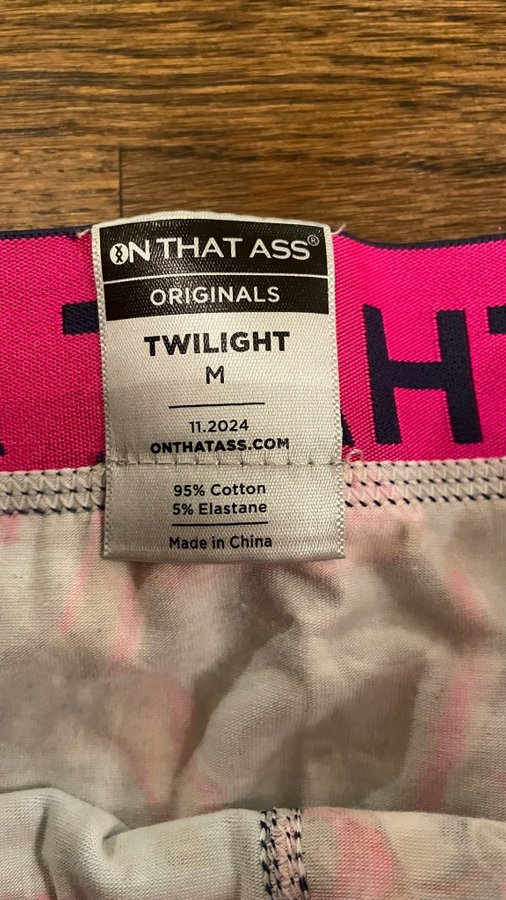 ON THAT ASS®
ORIGINALS
TWILIGHT
M
11.2024
ONTHATASS.COM
95% Cotton
5% Elastane
Made in China